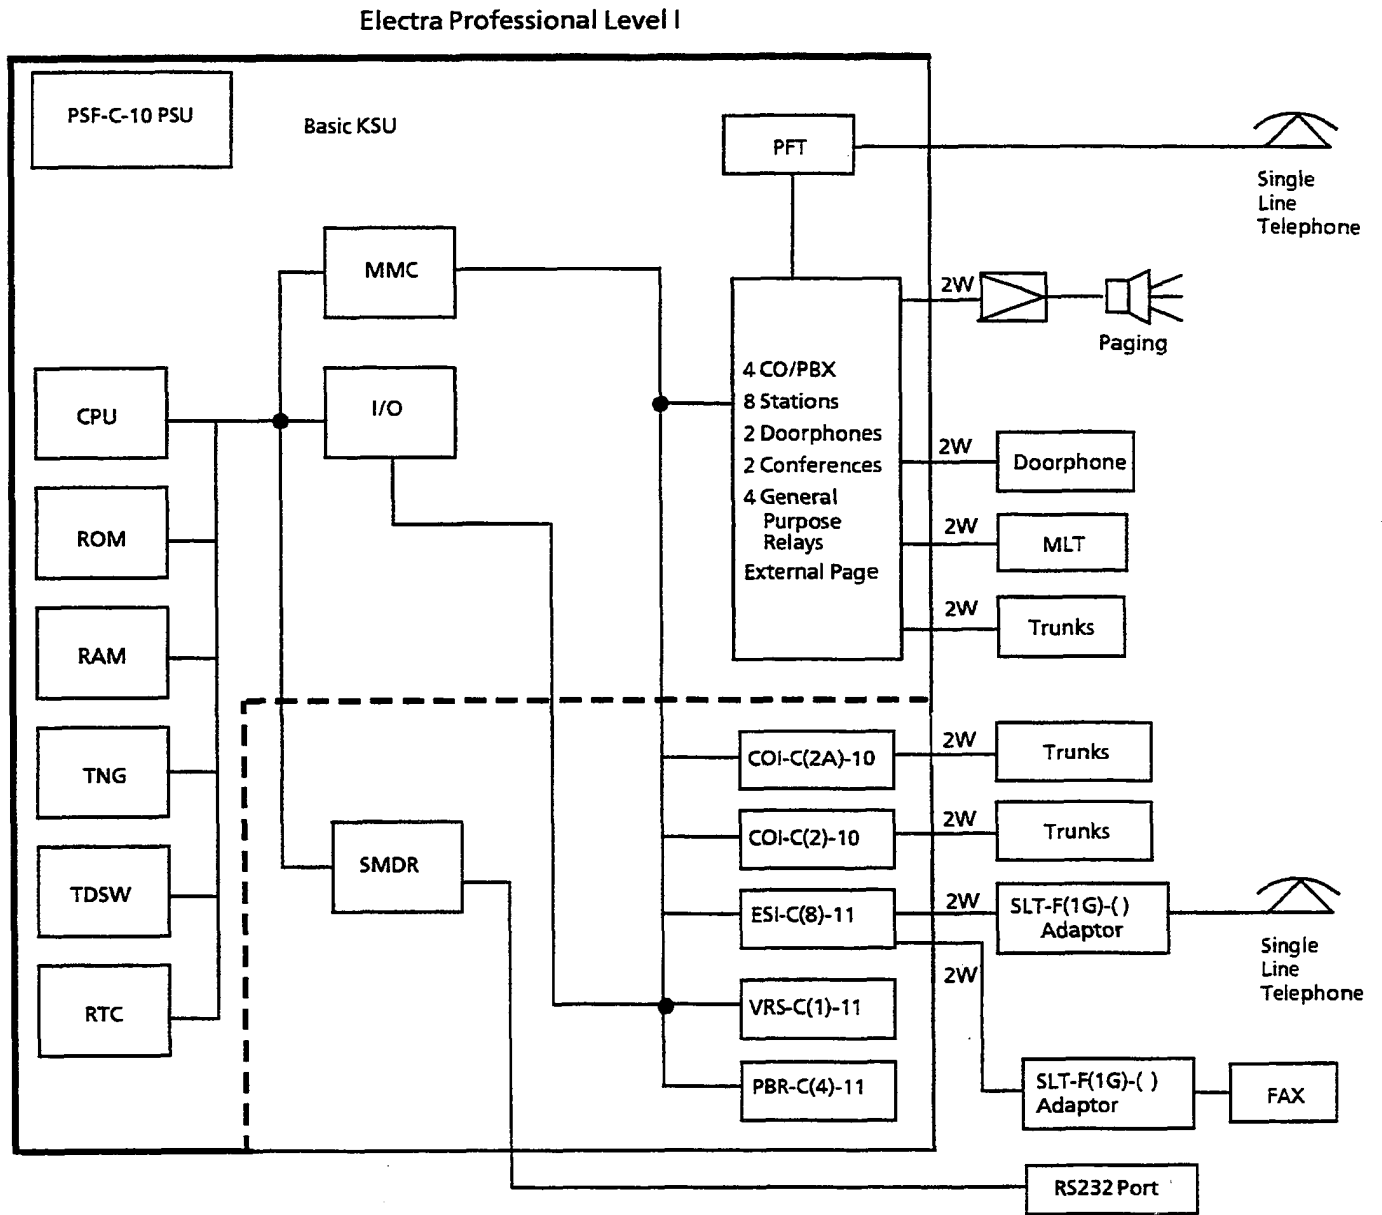 Electra Professional Level I
PSF-C-10 PSU
Basic KSU
PFT
Single
Line
Telephone
MMC
2W
Paging
CPU
I/O
4 CO/PBX
8 Stations
2 Doorphones
2 Conferences
4 General
Purpose
Relays
External Page
2W
Doorphone
ROM
2W
MLT
RAM
2W
Trunks
TNG
COI-C(2A)-10
2W
Trunks
COI-C(2)-10
2W
Trunks
TDSW
SMDR
ESI-C(8)-11
2W
SLT-F(1G)-( )
Adaptor
Single
Line
Telephone
2W
RTC
VRS-C(1)-11
PBR-C(4)-11
SLT-F(1G)-( )
Adaptor
FAX
RS232 Port